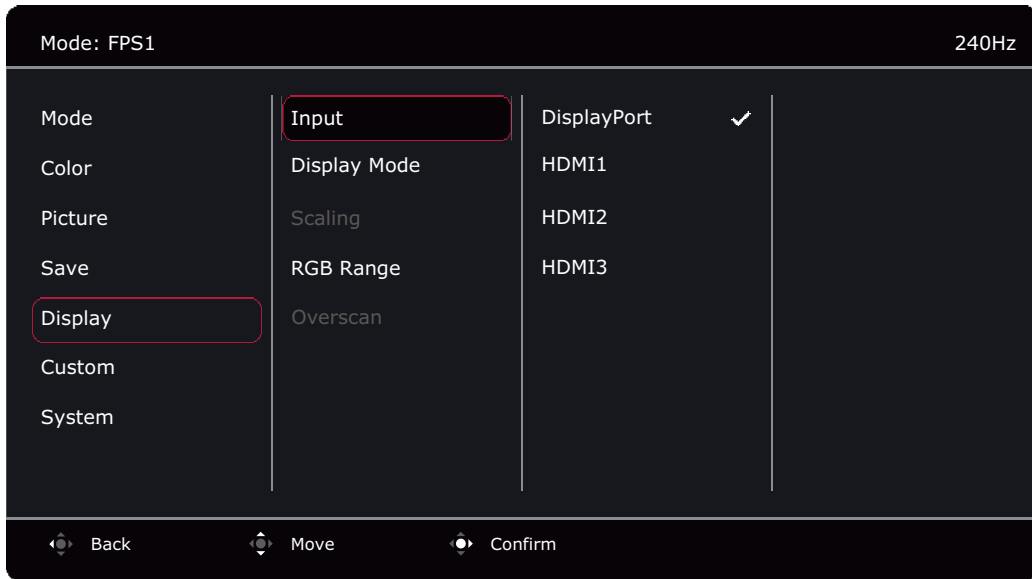 Mode: FPS1
240Hz
Mode
Color
Picture
Save
Display
Custom
System
Input
Display Mode
Scaling
RGB Range
Overscan
DisplayPort
HDMI1
HDMI2
HDMI3
Back
Move
Confirm